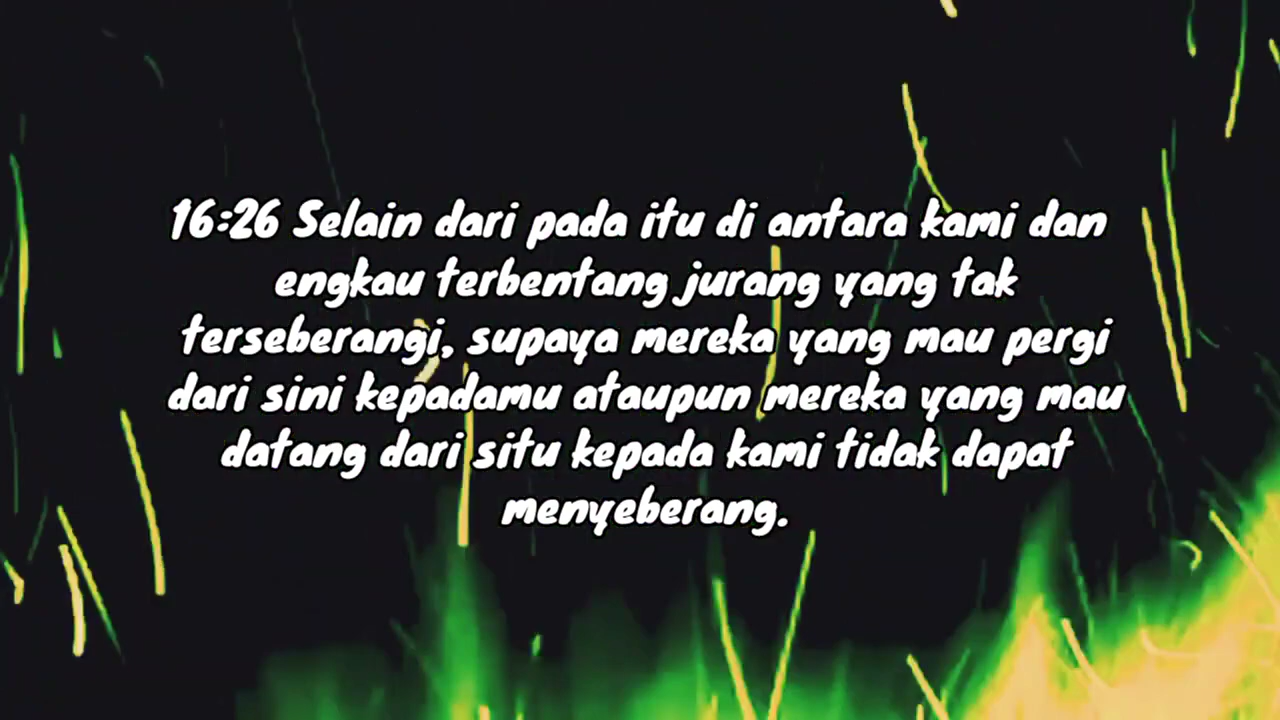 16:26 Selain dari pada itu di antara kami dan
engkau terbentang jurang yang tak
terseberangi, supaya mereka yang mau pergi
dari sini kepadamu ataupun mereka yang mau
datang dari situ kepada kami tidak dapat
menyeberang.